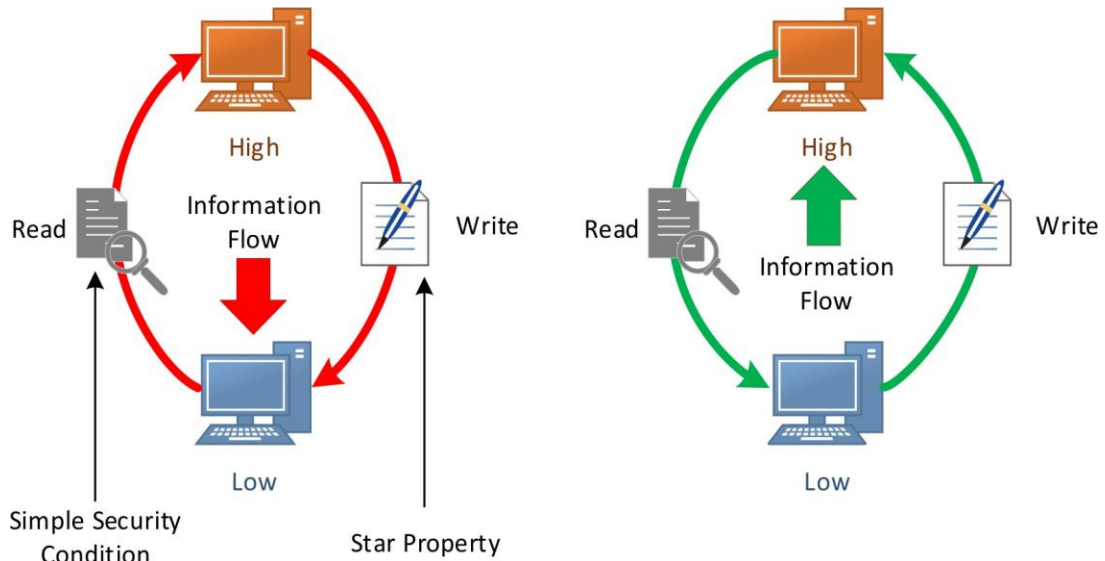 High
Information
Flow
Read
Write
Low
Simple Security
Condition
Star Property
High
Read
Write
Information
Flow
Low